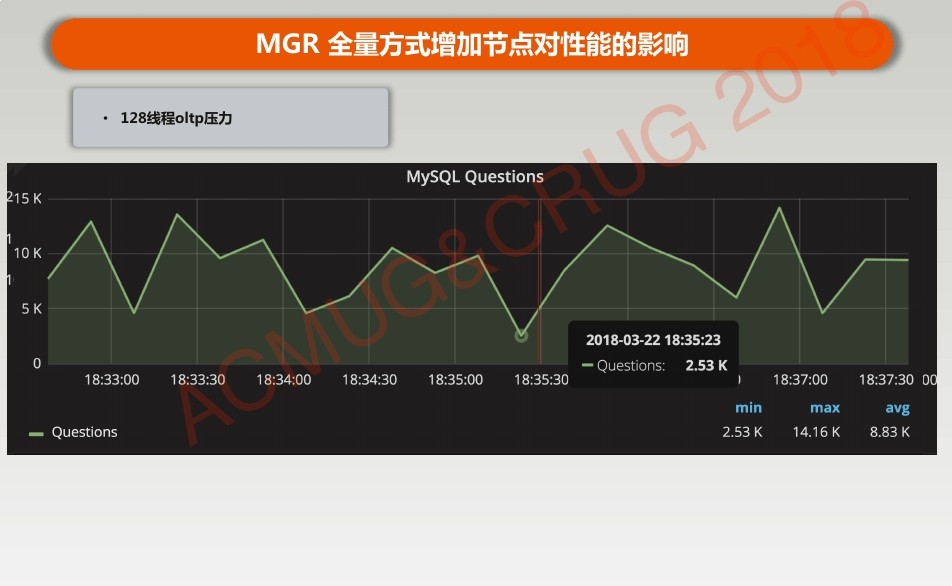 MGR 全量方式增加节点对性能的影响
• 128线程oltp压力
MySQL Questions
15 K
10 K
5 K
0
18:33:00 18:33:30 18:34:00 18:34:30 18:35:00 18:35:30 18:37:00 18:37:30
2018-03-22 18:35:23
Questions: 2.53 K
min max avg
Questions 2.53 K 14.16 K 8.83 K
ACMUG&CRUG 2018